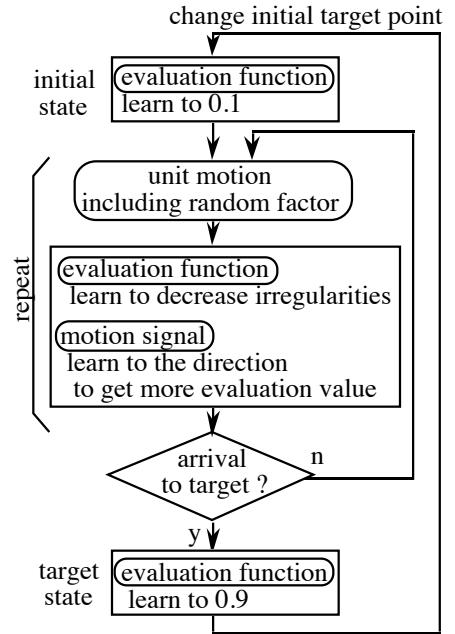 change initial target point
initial
state
evaluation function
learn to 0.1
unit motion
including random factor
repeat
evaluation function
learn to decrease irregularities
motion signal
learn to the direction
to get more evaluation value
arrival
to target ?
n
y
target
state
evaluation function
learn to 0.9